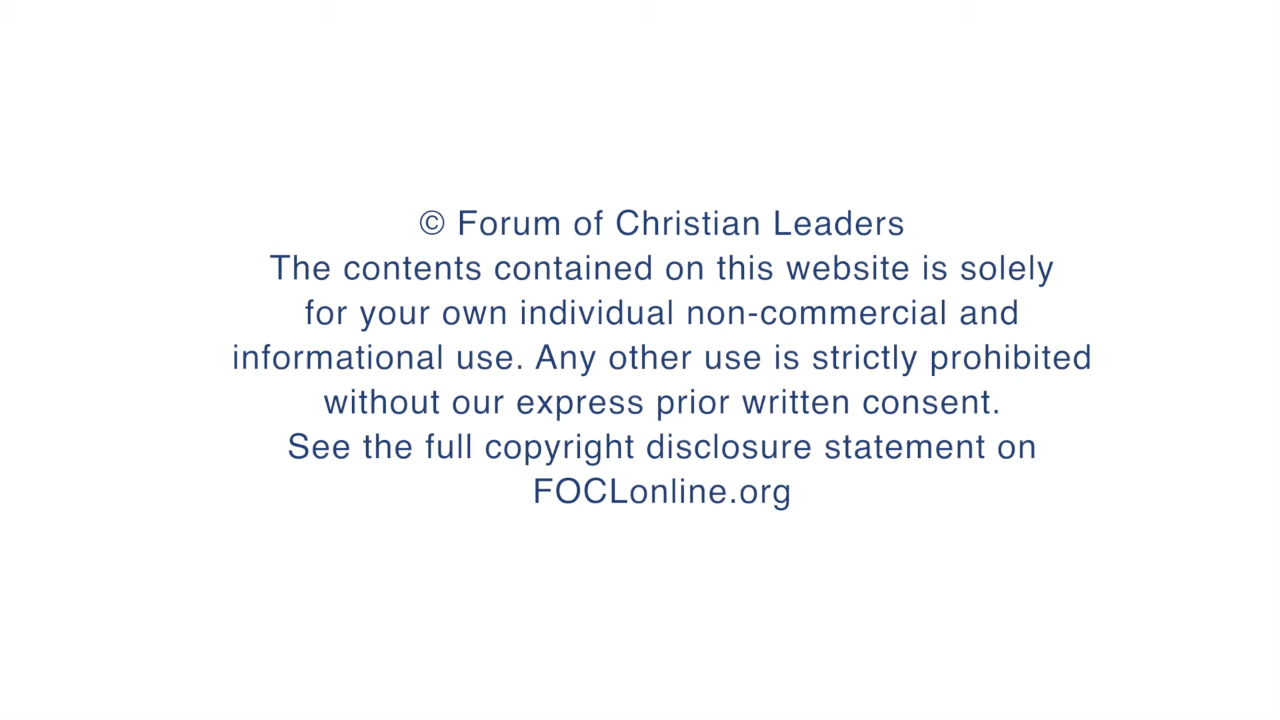 © Forum of Christian Leaders
The contents contained on this website is solely
for your own individual non-commercial and
informational use. Any other use is strictly prohibited
without our express prior written consent.
See the full copyright disclosure statement on
FOCLonline.org